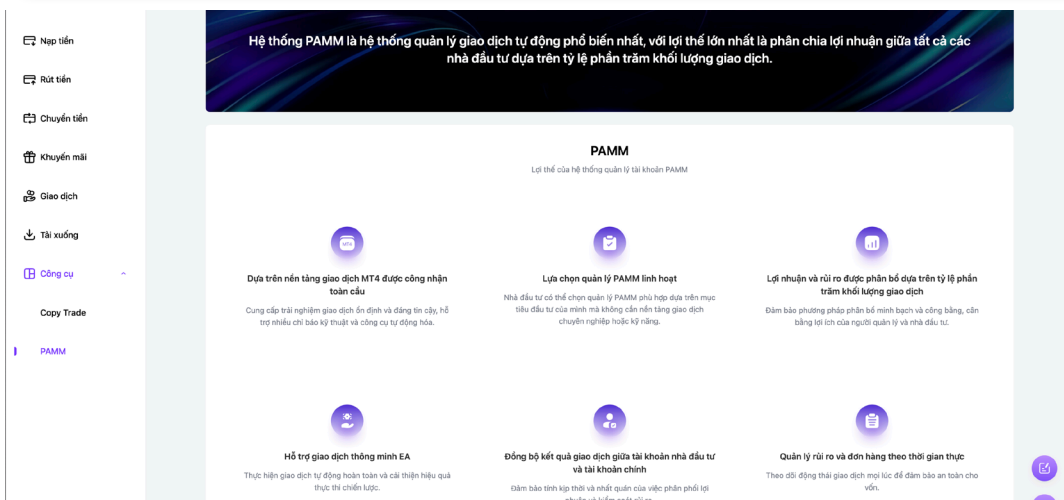 Nạp tiền
Rút tiền
Chuyển tiền
Khuyến mãi
Giao dịch
Tải xuống
Công cụ
Copy Trade
PAMM
Hệ thống PAMM là hệ thống quản lý giao dịch tự động phổ biến nhất, với lợi thế lớn nhất là phân chia lợi nhuận giữa tất cả các
nhà đầu tư dựa trên tỷ lệ phần trăm khối lượng giao dịch.
PAMM
Lợi thế của hệ thống quản lý tài khoản PAMM
MT4
Dựa trên nền tảng giao dịch MT4 được công nhận
toàn cầu
Cung cấp trải nghiệm giao dịch ổn định và đáng tin cậy, hỗ
trợ nhiều chỉ báo kỹ thuật và công cụ tự động hóa.
Lựa chọn quản lý PAMM linh hoạt
Nhà đầu tư có thể chọn quản lý PAMM phù hợp dựa trên mục
tiêu đầu tư của mình mà không cần nền tảng giao dịch
chuyên nghiệp hoặc kỹ năng.
Lợi nhuận và rủi ro được phân bổ dựa trên tỷ lệ phần
trăm khối lượng giao dịch
Đảm bảo phương pháp phân bổ minh bạch và công bằng, cân
bằng lợi ích của người quản lý và nhà đầu tư.
Hỗ trợ giao dịch thông minh EA
Thực hiện giao dịch tự động hoàn toàn và cải thiện hiệu quả
thực thi chiến lược.
Đồng bộ kết quả giao dịch giữa tài khoản nhà đầu tư
và tài khoản chính
Đảm bảo tính kịp thời và nhất quán của việc phân phối lợi
nhuận và kiểm soát rủi ro.
Quản lý rủi ro và đơn hàng theo thời gian thực
Theo dõi động thái giao dịch mọi lúc để đảm bảo an toàn cho
vốn.